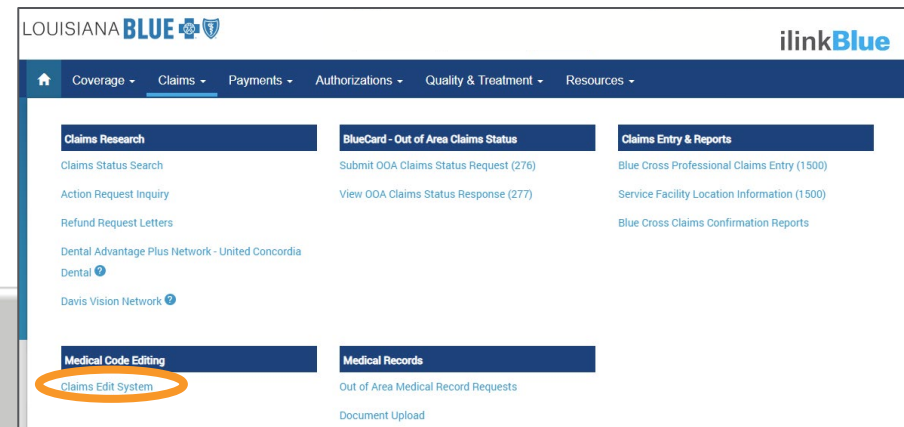 LOUISIANA BLUE
ilinkBlue
Coverage
Claims
Payments
Authorizations
Quality & Treatment
Resources
Claims Research
Claims Status Search
Action Request Inquiry
Refund Request Letters
Dental Advantage Plus Network - United Concordia
Dental ?
Davis Vision Network ?
BlueCard - Out of Area Claims Status
Submit OOA Claims Status Request (276)
View OOA Claims Status Response (277)
Claims Entry & Reports
Blue Cross Professional Claims Entry (1500)
Service Facility Location Information (1500)
Blue Cross Claims Confirmation Reports
Medical Code Editing
Claims Edit System
Medical Records
Out of Area Medical Record Requests
Document Upload